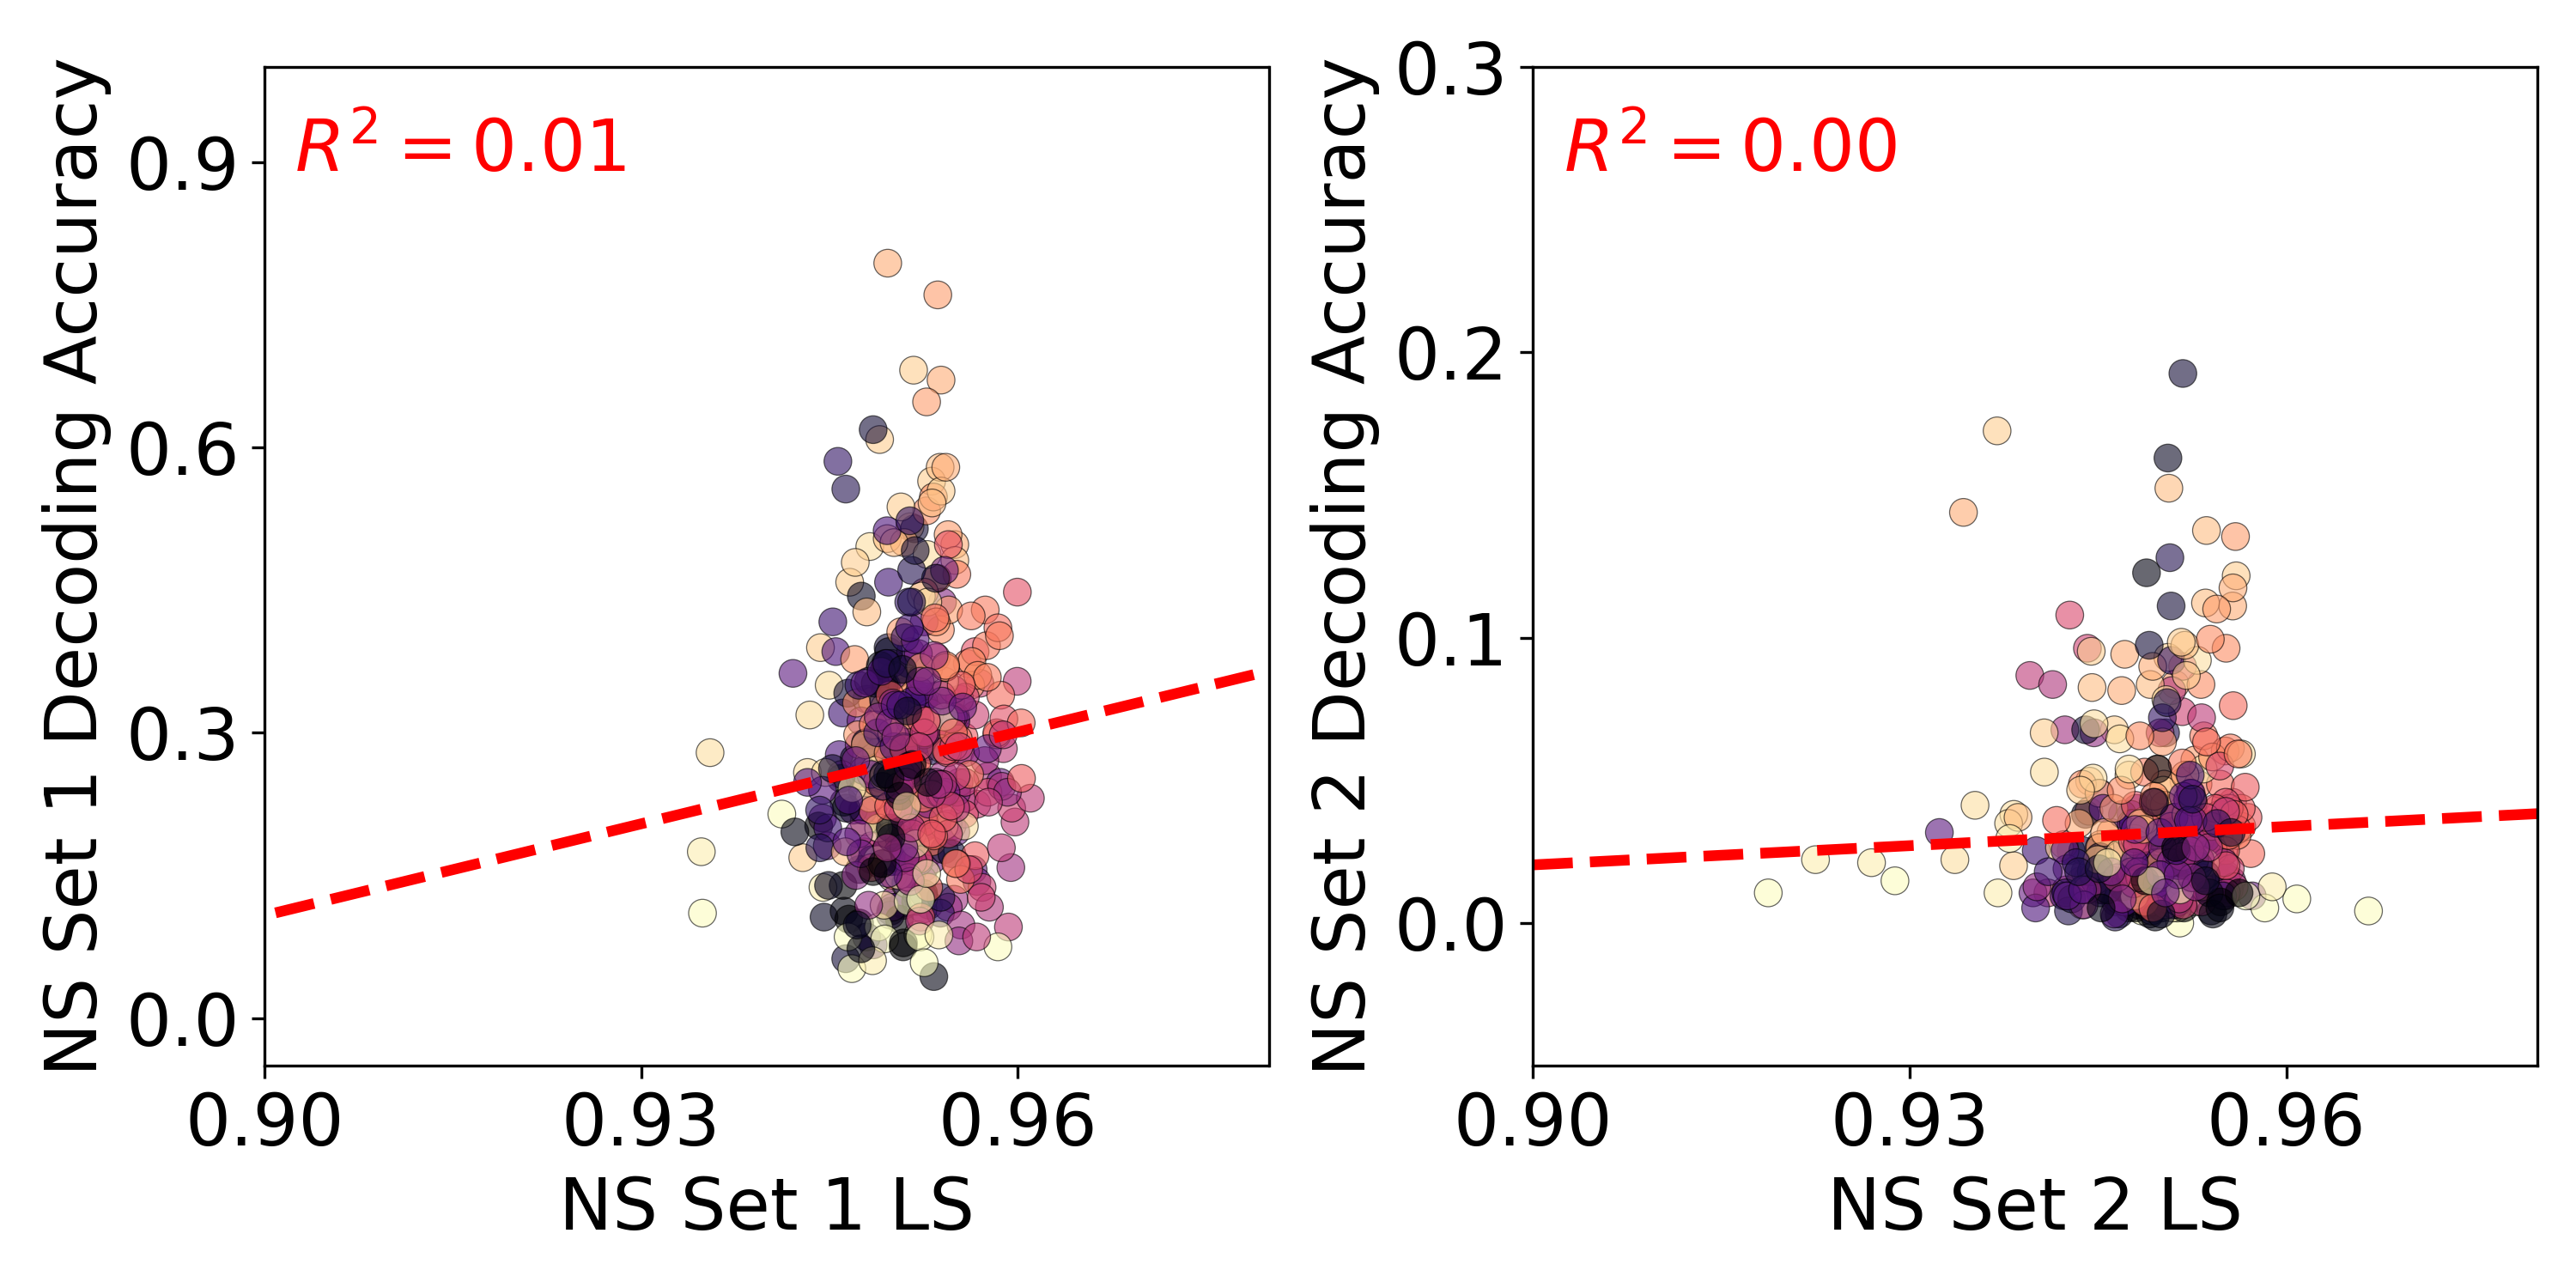 NS Set 1 Decoding Accuracy
0.9
0.6
0.3
0.0
R² = 0.01
0.90 0.93 0.96
NS Set 1 LS
NS Set 2 Decoding Accuracy
0.3
0.2
0.1
0.0
R² = 0.00
0.90 0.93 0.96
NS Set 2 LS